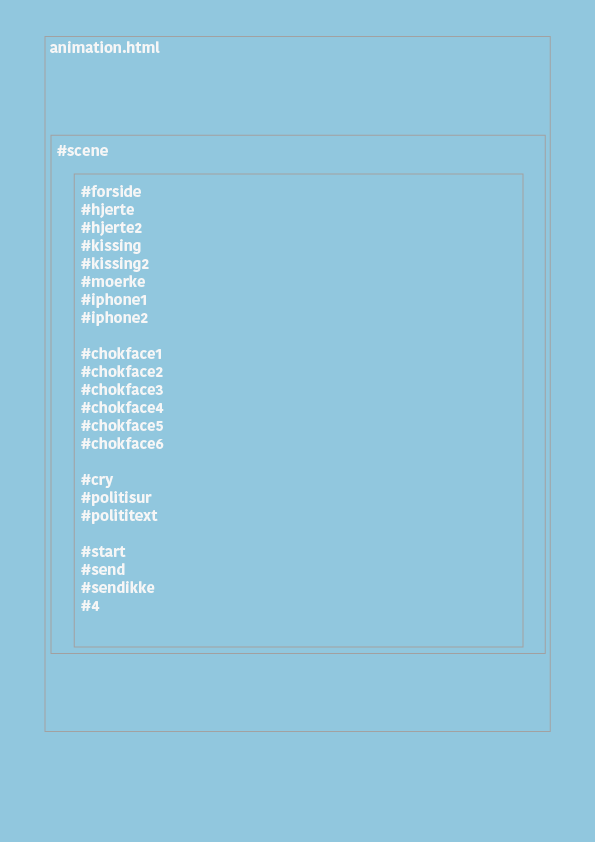 animation.html
#scene
#forside
#hjerte
#hjerte2
#kissing
#kissing2
#moerke
#iphone1
#iphone2
#chokface1
#chokface2
#chokface3
#chokface4
#chokface5
#chokface6
#cry
#politisur
#polititext
#start
#send
#sendikke
#4